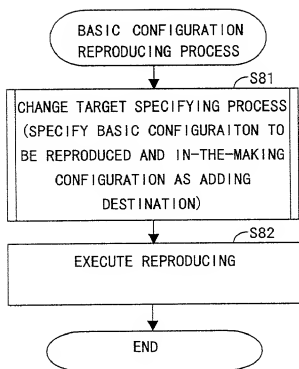 BASIC CONFIGURATION
REPRODUCING PROCESS
S81
CHANGE TARGET SPECIFYING PROCESS
(SPECIFY BASIC CONFIGURAITON TO
BE REPRODUCED AND IN-THE-MAKING
CONFIGURATION AS ADDING
DESTINATION)
S82
EXECUTE REPRODUCING
END